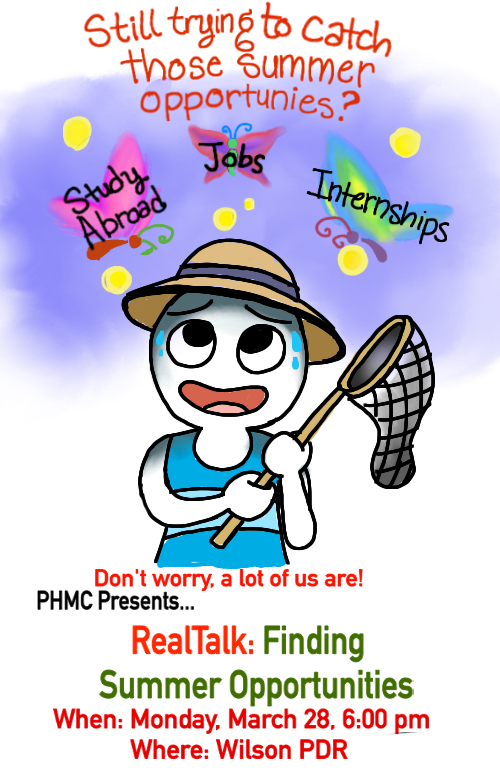 Still trying to Catch
those Summer
opportunies?
Jobs
Study
Abroad
Internships
Don't worry, a lot of us are!
PHMC Presents...
RealTalk: Finding
Summer Opportunities
When: Monday, March 28, 6:00 pm
Where: Wilson PDR